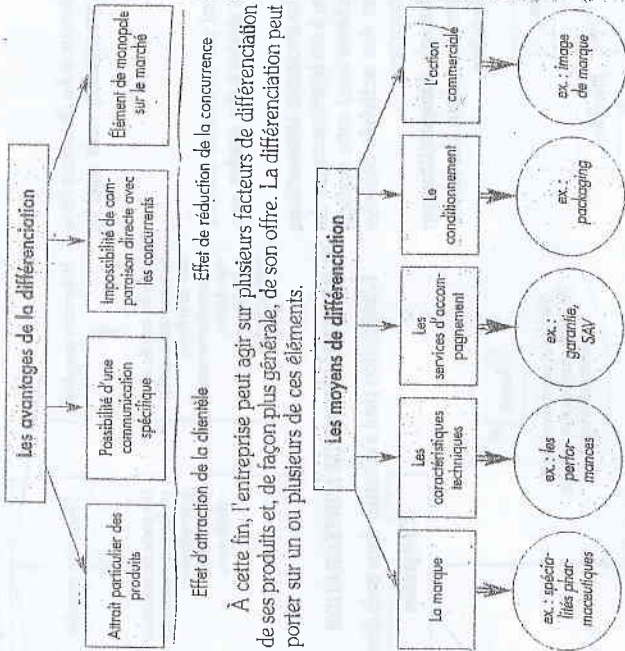 Les avantages de la différenciation
Attrait particulier des
produits
Possibilité d'une
communication
spécifique
Impossibilité de com-
paraison directe avec
les concurrents
Élément de monopole
sur le marché
Effet d'attraction de la clientèle
Effet de réduction de la concurrence
À cette fin, l'entreprise peut agir sur plusieurs facteurs de différenciation
de ses produits et, de façon plus générale, de son offre. La différenciation peut
porter sur un ou plusieurs de ces éléments.
Les moyens de différenciation
La marque
Les
caractéristiques
techniques
Les
services d'accom-
pagnement
Le
conditionnement
L'action
commerciale
ex. : spécia-
lités phar-
maceutiques
ex. : les
perfor-
mances
ex. :
garantie,
SAV
ex. :
packaging
ex. : image
de marque